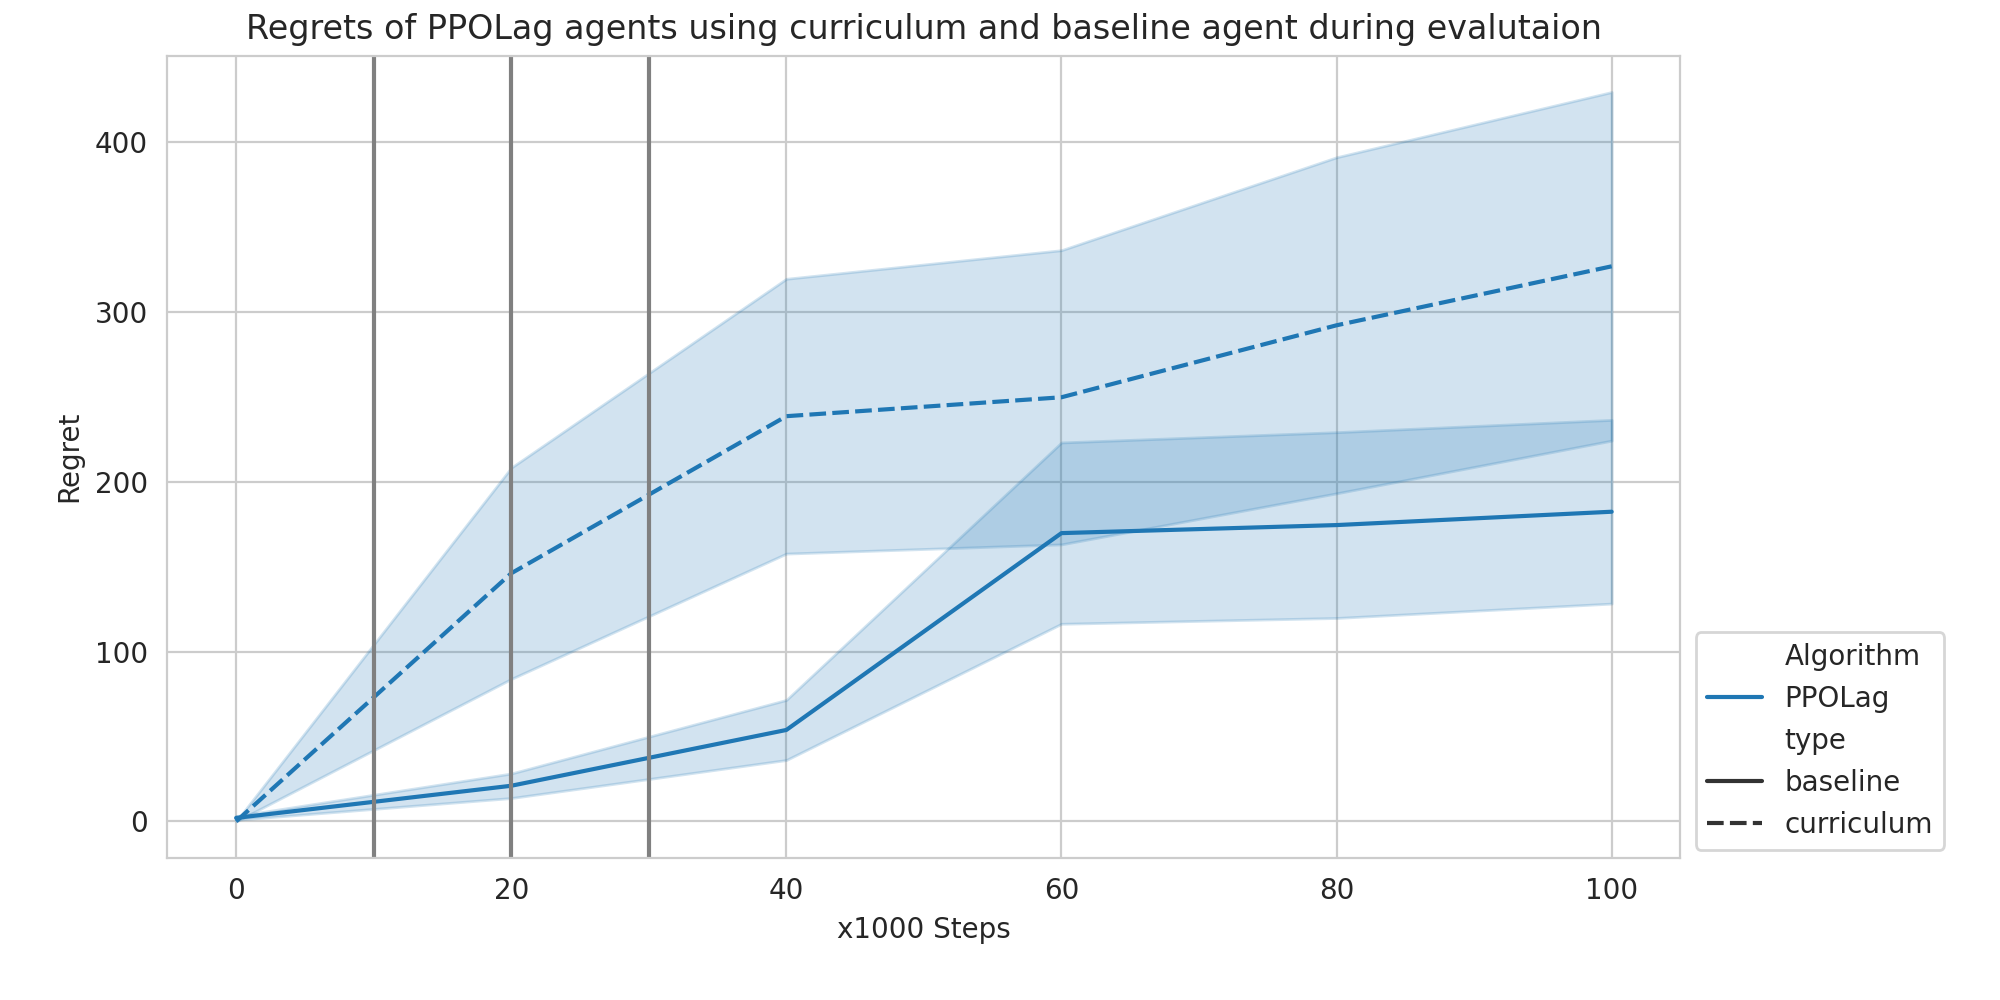 Regrets of PPOLag agents using curriculum and baseline agent during evalutaion
400
300
200
100
0
Regret
0 20 40 60 80 100
x1000 Steps
Algorithm
PPOLag
type
baseline
curriculum